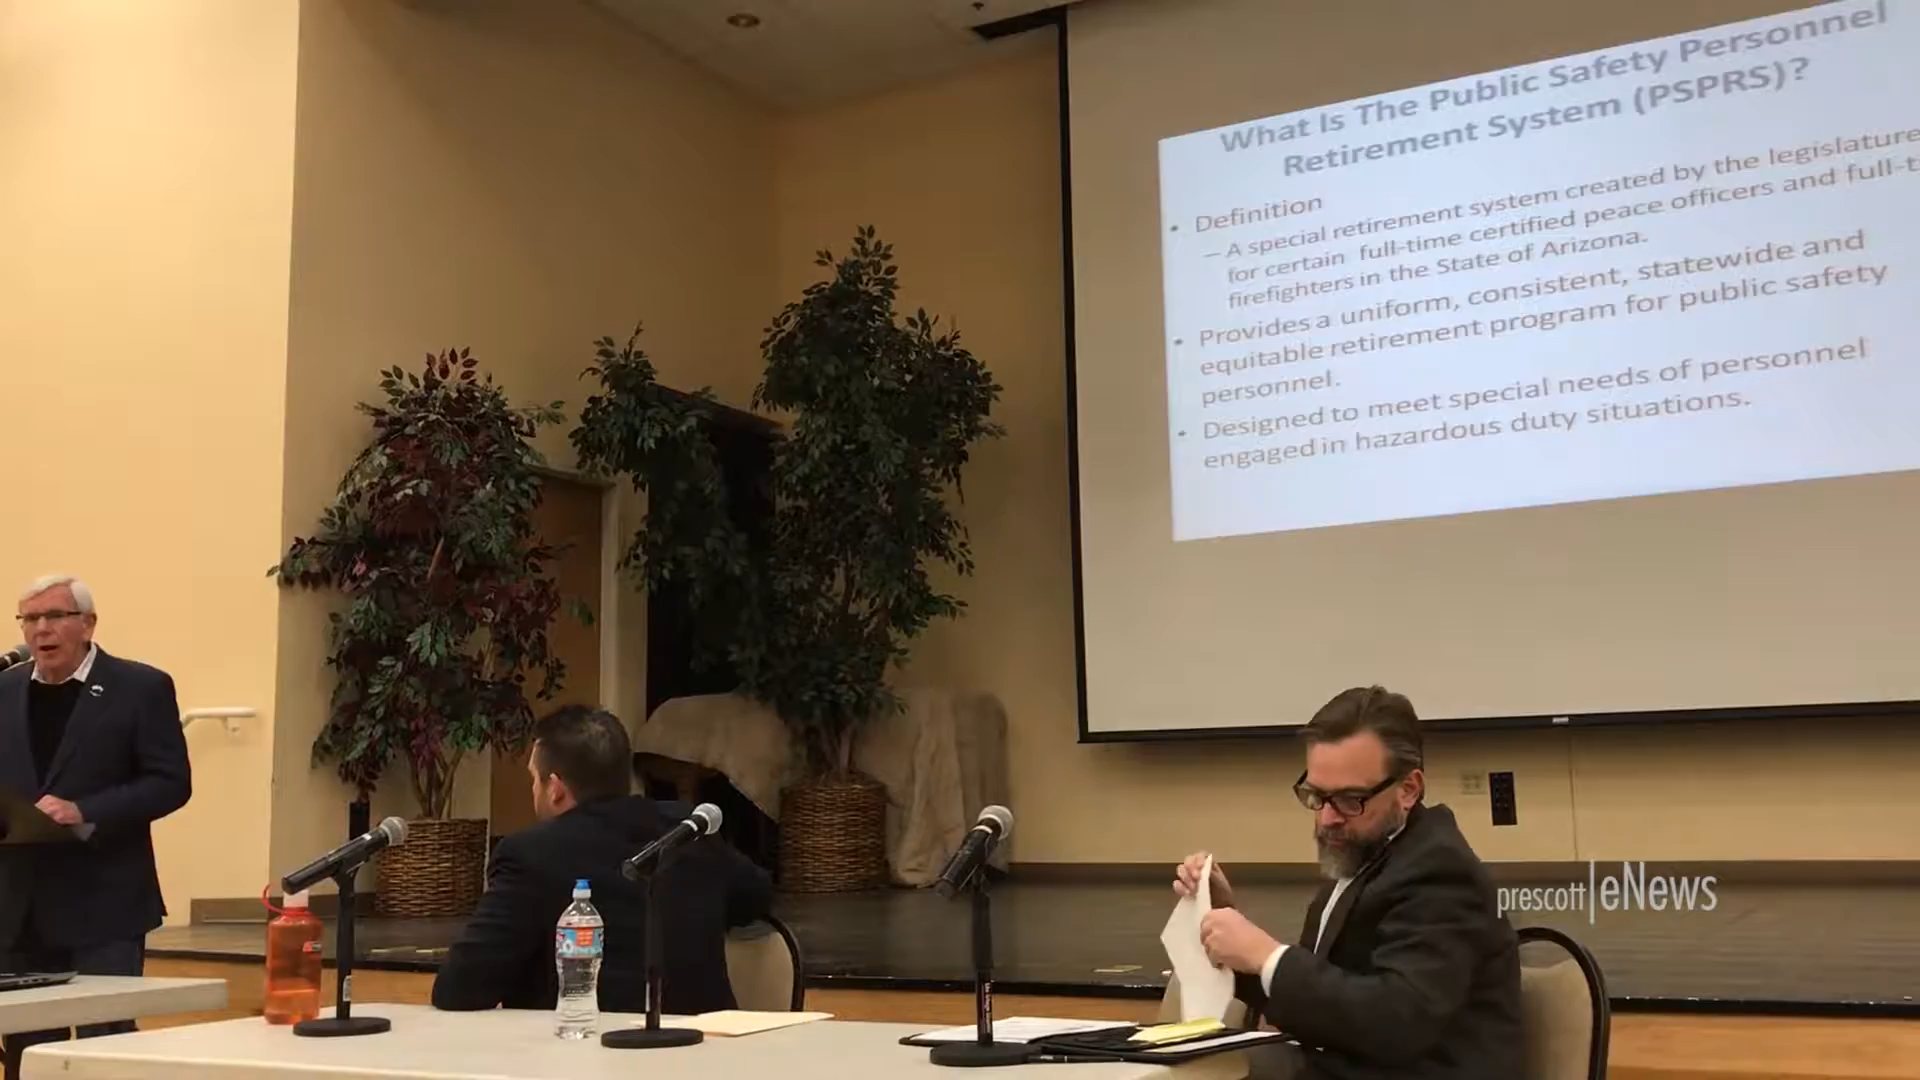 What Is The Public Safety Personnel
Retirement System (PSPRS)?
• Definition
– A special retirement system created by the legislature
for certain full-time certified peace officers and full-t
firefighters in the State of Arizona.
• Provides a uniform, consistent, statewide and
equitable retirement program for public safety
personnel.
• Designed to meet special needs of personnel
engaged in hazardous duty situations.
prescott|eNews